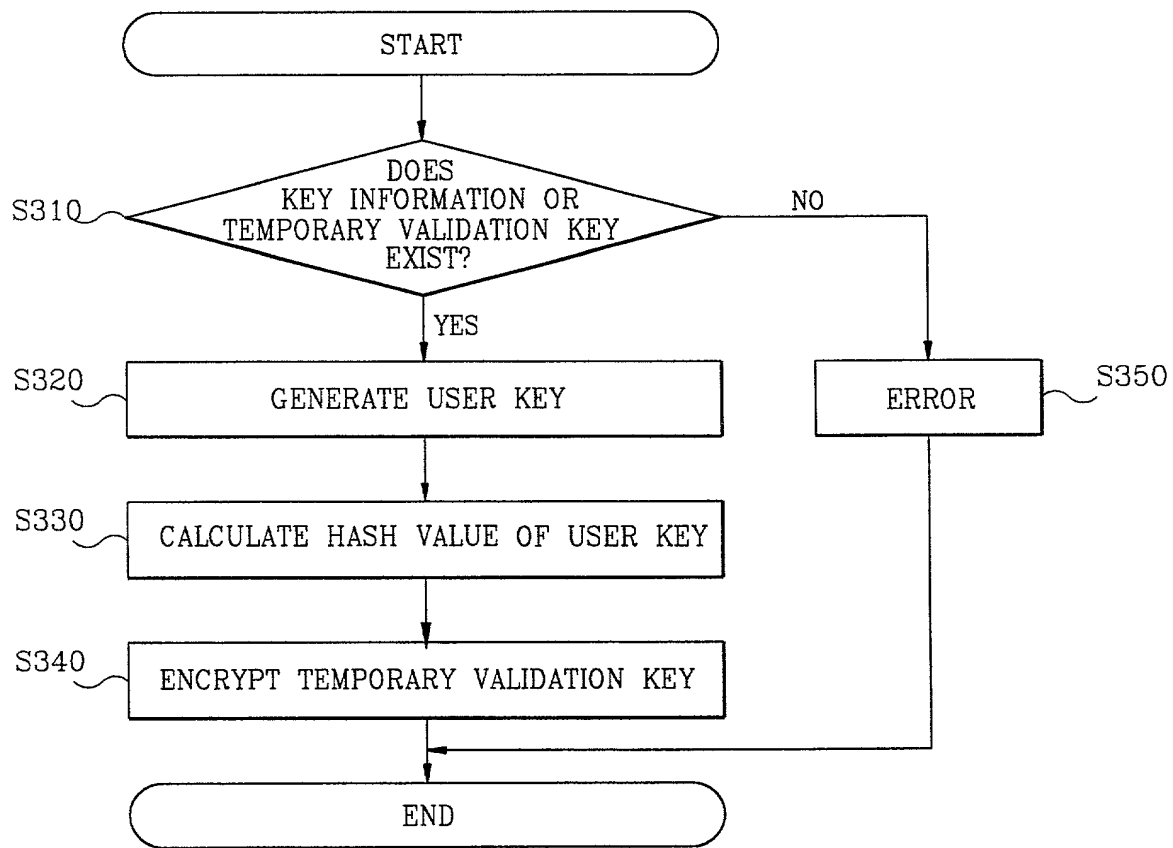 START
DOES
KEY INFORMATION OR
TEMPORARY VALIDATION KEY
EXIST?
S310
NO
YES
S320
GENERATE USER KEY
ERROR
S350
S330
CALCULATE HASH VALUE OF USER KEY
S340
ENCRYPT TEMPORARY VALIDATION KEY
END